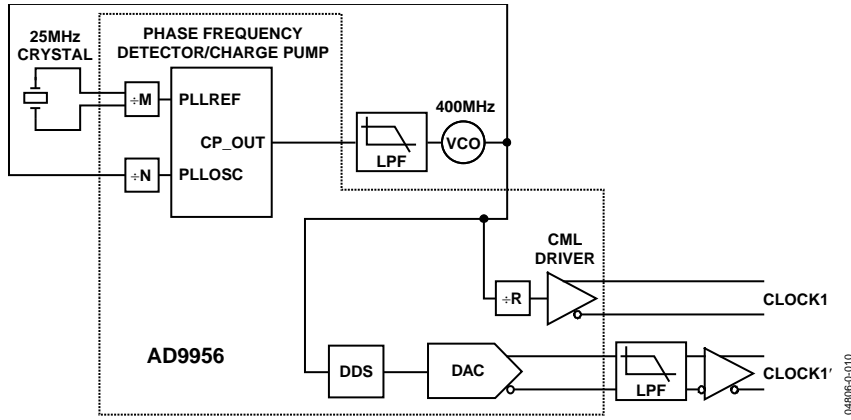 25MHz
CRYSTAL
PHASE FREQUENCY
DETECTOR/CHARGE PUMP
÷M
PLLREF
CP_OUT
÷N
PLLOSC
LPF
400MHz
VCO
CML
DRIVER
÷R
CLOCK1
AD9956
DDS
DAC
LPF
CLOCK1′
04806-0-010